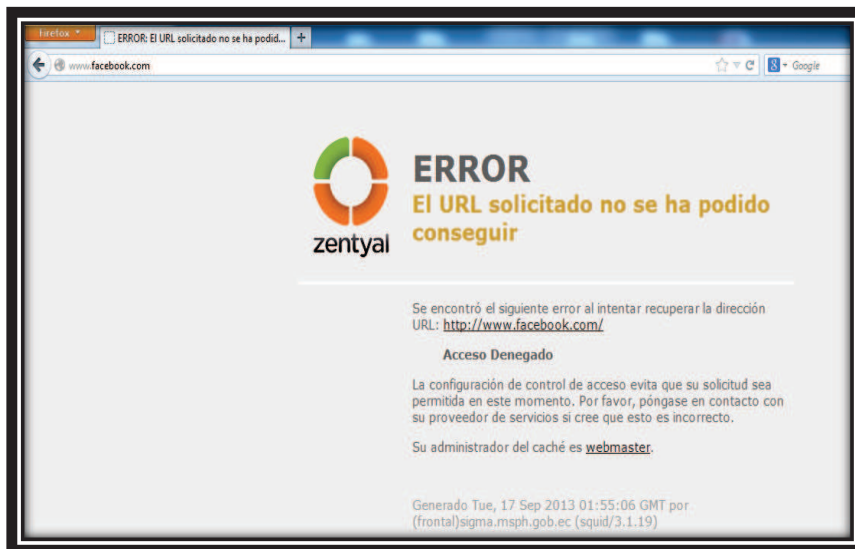 Firefox
ERROR: El URL solicitado no se ha podid...
www.facebook.com
Google
zentyal
ERROR
El URL solicitado no se ha podido
conseguir
Se encontró el siguiente error al intentar recuperar la dirección
URL: http://www.facebook.com/
Acceso Denegado
La configuración de control de acceso evita que su solicitud sea
permitida en este momento. Por favor, póngase en contacto con
su proveedor de servicios si cree que esto es incorrecto.
Su administrador del caché es webmaster.
Generado Tue, 17 Sep 2013 01:55:06 GMT por
(frontal)sigma.msph.gob.ec (squid/3.1.19)